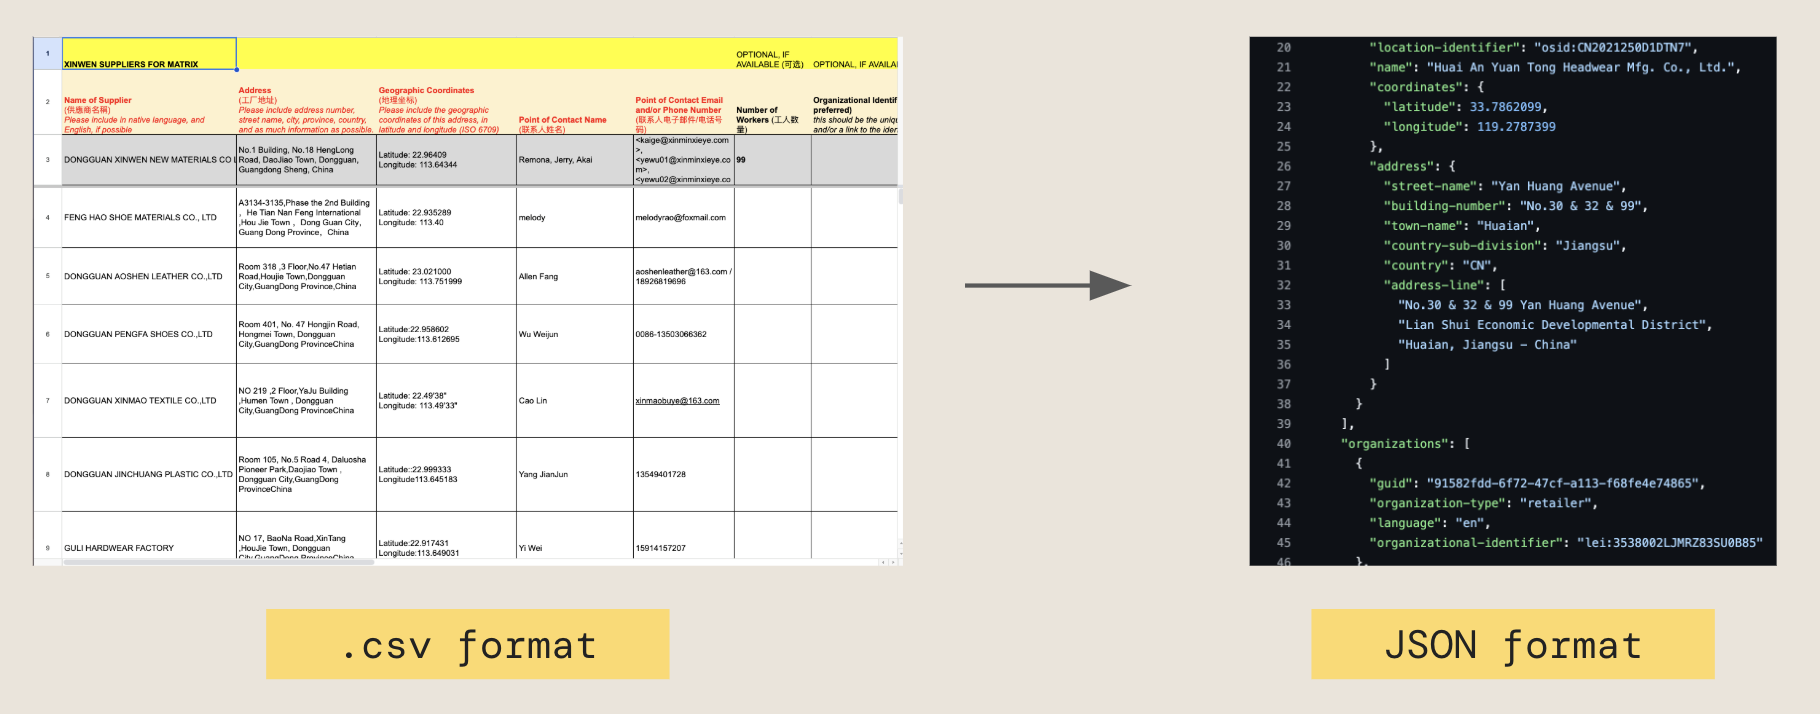 1
XINWEN SUPPLIERS FOR MATRIX
OPTIONAL, IF
AVAILABLE (可选)
OPTIONAL, IF AVAILA
2
Name of Supplier
(供應商名稱)
Please include in native language, and
English, if possible
Address
(工厂地址)
Please include address number,
street name, city, province, country,
and as much information as possible.
Geographic Coordinates
(地理坐标)
Please include the geographic
coordinates of this address, in
latitude and longitude (ISO 6709)
Point of Contact Name
(联系人姓名)
Point of Contact Email
and/or Phone Number
(联系人电子邮件/电话号
码)
Number of
Workers (工人数
量)
Organizational Identif
preferred)
this should be the uniqu
and/or a link to the iden
3
DONGGUAN XINWEN NEW MATERIALS CO L
No.1 Building, No.18 HengLong
Road, DaoJiao Town, Dongguan,
Guangdong Sheng, China
Latitude: 22.96409
Longitude: 113.64344
Remona, Jerry, Akai
<kaige@xinminxieye.com
>,
<yewu01@xinminxieye.co
m>,
<yewu02@xinminxieye.co
99
4
FENG HAO SHOE MATERIALS CO., LTD
A3134-3135,Phase the 2nd Building
, He Tian Nan Feng International
,Hou Jie Town , Dong Guan City,
Guang Dong Province, China
Latitude: 22.935289
Longitude: 113.40
melody
melodyrao@foxmail.com
5
DONGGUAN AOSHEN LEATHER CO.,LTD
Room 318 ,3 Floor,No.47 Hetian
Road,Houjie Town,Dongguan
City,GuangDong Province,China
Latitude: 23.021000
Longitude: 113.751999
Allen Fang
aoshenleather@163.com /
18926819696
6
DONGGUAN PENGFA SHOES CO.,LTD
Room 401, No. 47 Hongjin Road,
Hongmei Town, Dongguan
City,GuangDong ProvinceChina
Latitude:22.958602
Longitude:113.612695
Wu Weijun
0086-13503066362
7
DONGGUAN XINMAO TEXTILE CO.,LTD
NO 219 ,2 Floor,YaJu Building
,Humen Town , Dongguan
City,GuangDong ProvinceChina
Latitude: 22.49'38"
Longitude: 113.49'33"
Cao Lin
xinmaobuye@163.com
8
DONGGUAN JINCHUANG PLASTIC CO.,LTD
Room 105, No.5 Road 4, Daluosha
Pioneer Park,Daojiao Town ,
Dongguan City,GuangDong
ProvinceChina
Latitude::22.999333
Longitude113.645183
Yang JianJun
13549401728
9
GULI HARDWEAR FACTORY
NO 17, BaoNa Road,XinTang
,HouJie Town, Dongguan
City,GuangDong ProvinceChina
Latitude:22.917431
Longitude:113.649031
Yi Wei
15914157207
.csv format
20 "location-identifier": "osid:CN2021250D1DTN7",
21 "name": "Huai An Yuan Tong Headwear Mfg. Co., Ltd.",
22 "coordinates": {
23 "latitude": 33.7862099,
24 "longitude": 119.2787399
25 },
26 "address": {
27 "street-name": "Yan Huang Avenue",
28 "building-number": "No.30 & 32 & 99",
29 "town-name": "Huaian",
30 "country-sub-division": "Jiangsu",
31 "country": "CN",
32 "address-line": [
33 "No.30 & 32 & 99 Yan Huang Avenue",
34 "Lian Shui Economic Developmental District",
35 "Huaian, Jiangsu - China"
36 ]
37 }
38 }
39 ],
40 "organizations": [
41 {
42 "guid": "91582fdd-6f72-47cf-a113-f68fe4e74865",
43 "organization-type": "retailer",
44 "language": "en",
45 "organizational-identifier": "lei:3538002LJMRZ83SU0B85"
46 },
JSON format